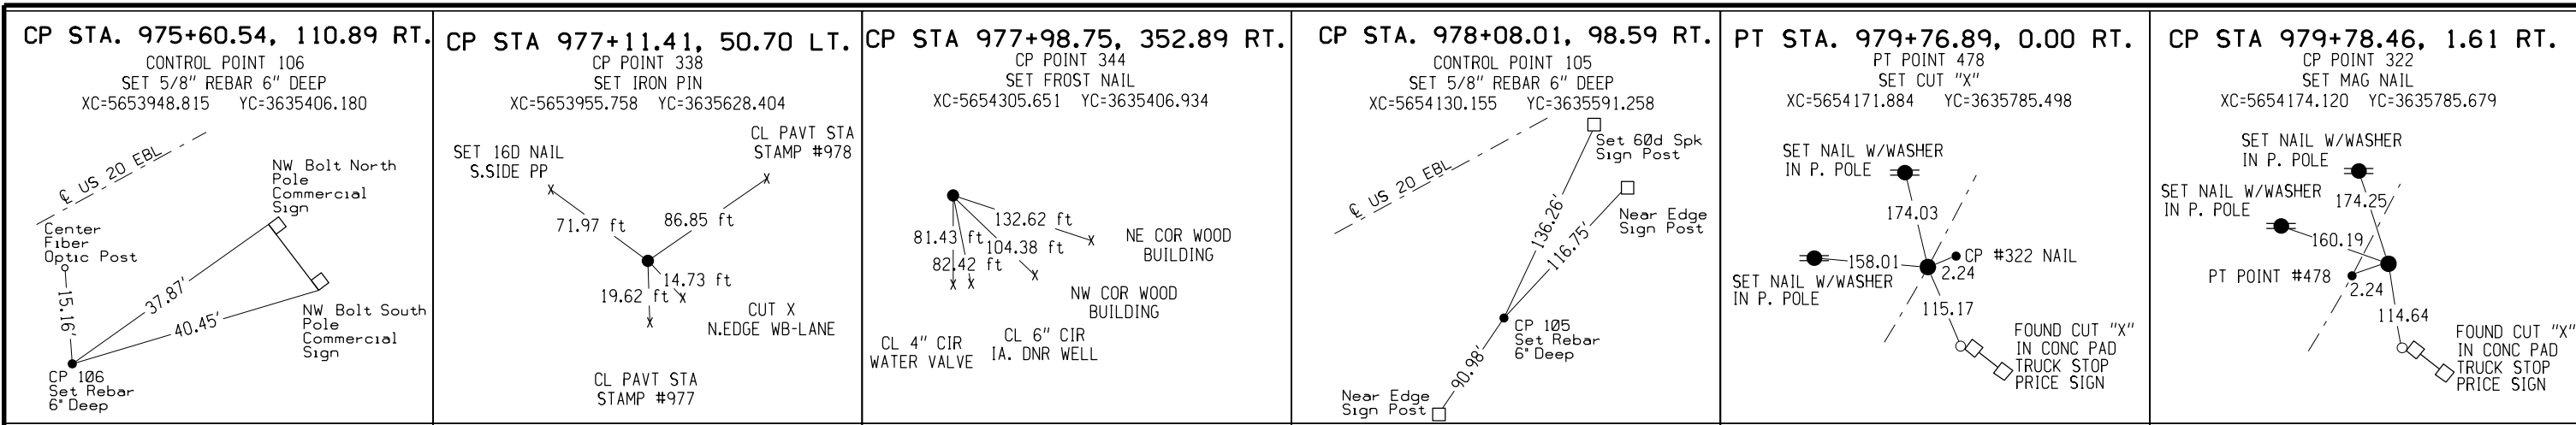 CP STA. 975+60.54, 110.89 RT.
CONTROL POINT 106
SET 5/8" REBAR 6" DEEP
XC=5653948.815 YC=3635406.180
℄ US 20 EBL
NW Bolt North
Pole
Commercial
Sign
Center
Fiber
Optic Post
15.16'
37.87'
40.45'
NW Bolt South
Pole
Commercial
Sign
CP 106
Set Rebar
6" Deep
CP STA 977+11.41, 50.70 LT.
CP POINT 338
SET IRON PIN
XC=5653955.758 YC=3635628.404
CL PAVT STA
STAMP #978
SET 16D NAIL
S.SIDE PP
71.97 ft
86.85 ft
14.73 ft
19.62 ft
CUT X
N.EDGE WB-LANE
CL PAVT STA
STAMP #977
CP STA 977+98.75, 352.89 RT.
CP POINT 344
SET FROST NAIL
XC=5654305.651 YC=3635406.934
132.62 ft
81.43 ft
104.38 ft
82.42 ft
NE COR WOOD
BUILDING
NW COR WOOD
BUILDING
CL 4" CIR
WATER VALVE
CL 6" CIR
IA. DNR WELL
CP STA. 978+08.01, 98.59 RT.
CONTROL POINT 105
SET 5/8" REBAR 6" DEEP
XC=5654130.155 YC=3635591.258
℄ US 20 EBL
Set 60d Spk
Sign Post
136.26'
116.75'
Near Edge
Sign Post
CP 105
Set Rebar
6" Deep
90.98'
Near Edge
Sign Post
PT STA. 979+76.89, 0.00 RT.
PT POINT 478
SET CUT "X"
XC=5654171.884 YC=3635785.498
SET NAIL W/WASHER
IN P. POLE
174.03
158.01
CP #322 NAIL
2.24
SET NAIL W/WASHER
IN P. POLE
115.17
FOUND CUT "X"
IN CONC PAD
TRUCK STOP
PRICE SIGN
CP STA 979+78.46, 1.61 RT.
CP POINT 322
SET MAG NAIL
XC=5654174.120 YC=3635785.679
SET NAIL W/WASHER
IN P. POLE
SET NAIL W/WASHER
IN P. POLE
174.25
160.19
PT POINT #478
2.24
114.64
FOUND CUT "X"
IN CONC PAD
TRUCK STOP
PRICE SIGN